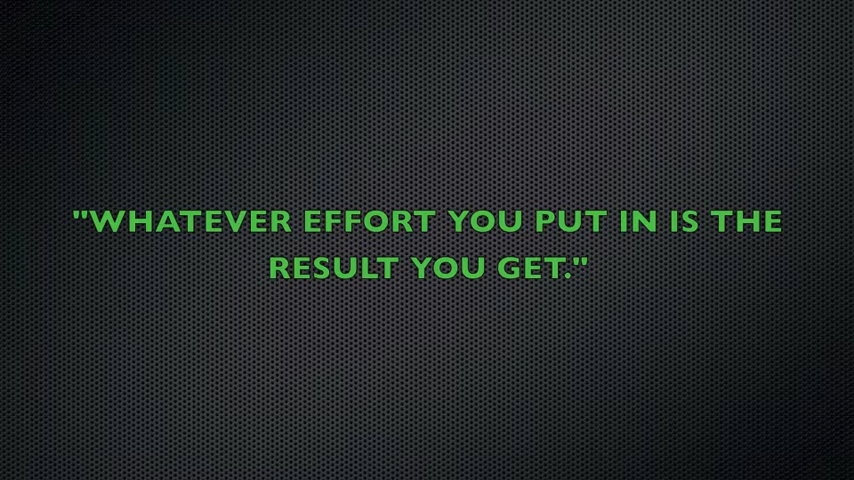 "WHATEVER EFFORT YOU PUT IN IS THE
RESULT YOU GET."